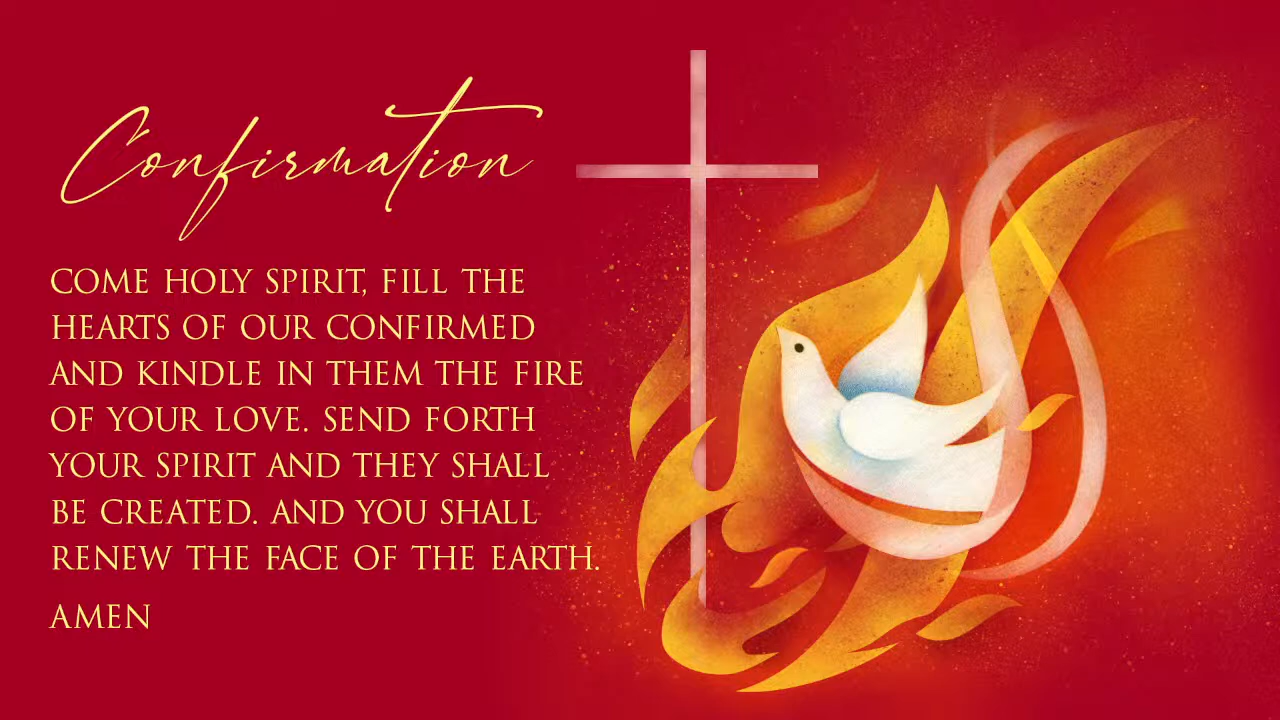 Confirmation
COME HOLY SPIRIT, FILL THE
HEARTS OF OUR CONFIRMED
AND KINDLE IN THEM THE FIRE
OF YOUR LOVE. SEND FORTH
YOUR SPIRIT AND THEY SHALL
BE CREATED. AND YOU SHALL
RENEW THE FACE OF THE EARTH.
AMEN